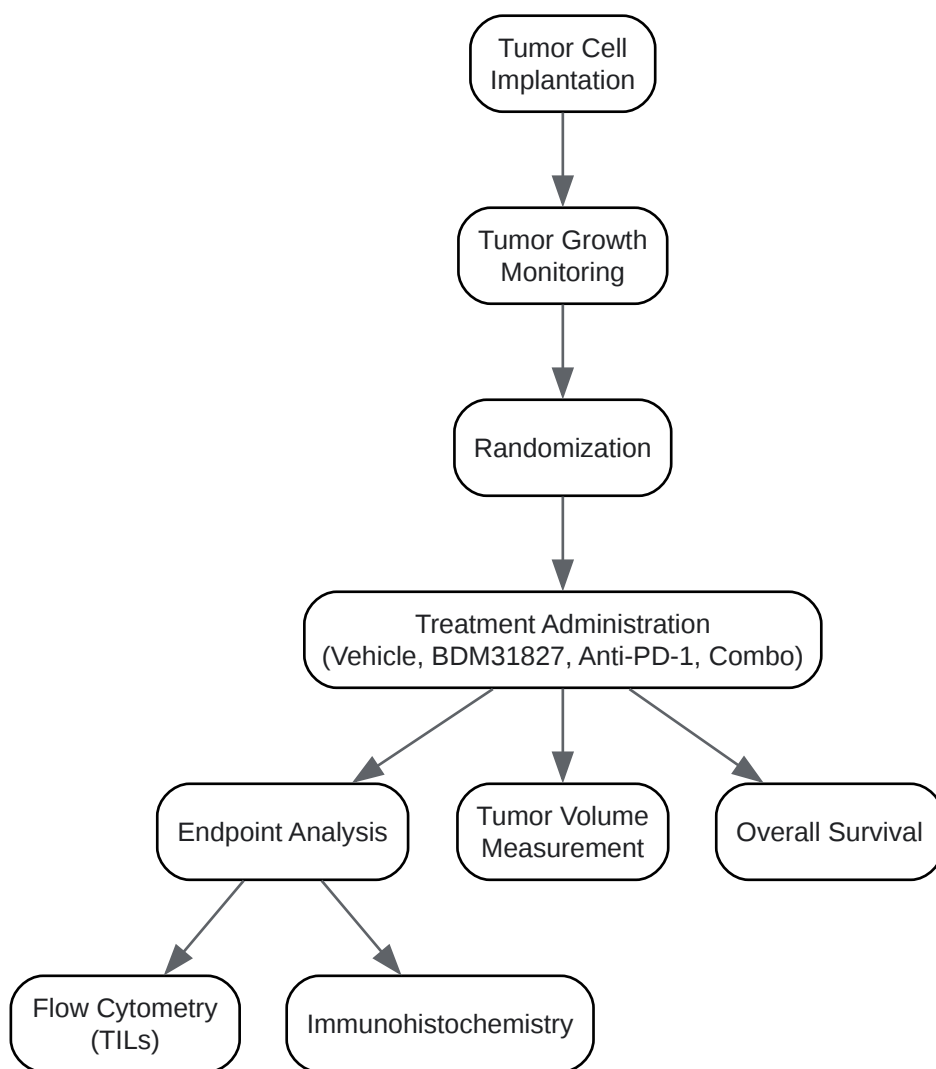 Tumor Cell
Implantation
Tumor Growth
Monitoring
Randomization
Treatment Administration
(Vehicle, BDM31827, Anti-PD-1, Combo)
Endpoint Analysis
Tumor Volume
Measurement
Overall Survival
Flow Cytometry
(TILs)
Immunohistochemistry